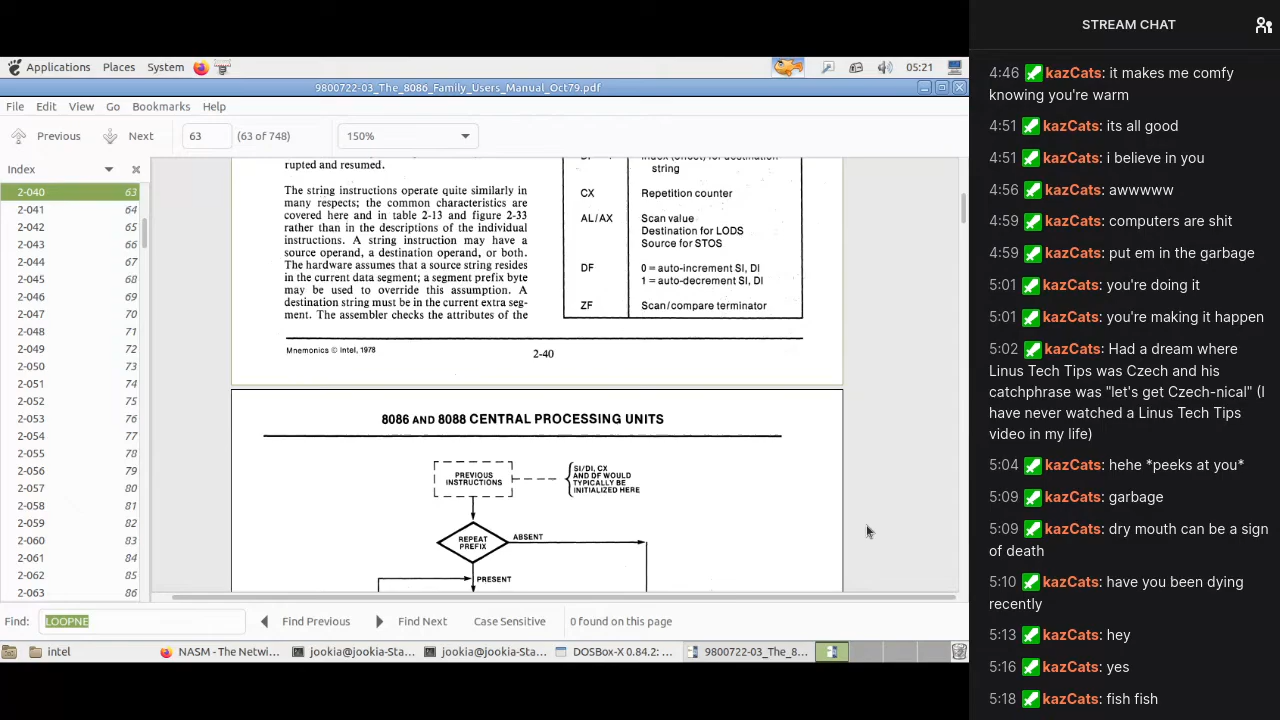 Applications Places System 05:21
9800722-03_The_8086_Family_Users_Manual_Oct79.pdf
File Edit View Go Bookmarks Help
Previous Next 63 (63 of 748) 150%
Index
2-040 63
2-041 64
2-042 65
2-043 66
2-044 67
2-045 68
2-046 69
2-047 70
2-048 71
2-049 72
2-050 73
2-051 74
2-052 75
2-053 76
2-054 77
2-055 78
2-056 79
2-057 80
2-058 81
2-059 82
2-060 83
2-061 84
2-062 85
2-063 86
rupted and resumed.
The string instructions operate quite similarly in
many respects; the common characteristics are
covered here and in table 2-13 and figure 2-33
rather than in the descriptions of the individual
instructions. A string instruction may have a
source operand, a destination operand, or both.
The hardware assumes that a source string resides
in the current data segment; a segment prefix byte
may be used to override this assumption. A
destination string must be in the current extra seg-
ment. The assembler checks the attributes of the
Index (offset) for destination
string
CX Repetition counter
AL/AX Scan value
Destination for LODS
Source for STOS
DF 0 = auto-increment SI, DI
1 = auto-decrement SI, DI
ZF Scan/compare terminator
Mnemonics © Intel, 1978
2-40
8086 AND 8088 CENTRAL PROCESSING UNITS
PREVIOUS
INSTRUCTIONS
SI/DI, CX
AND DF WOULD
TYPICALLY BE
INITIALIZED HERE
REPEAT
PREFIX
ABSENT
PRESENT
Find: LOOPNE Find Previous Find Next Case Sensitive 0 found on this page
intel NASM - The Netwi... jookia@jookia-Sta... jookia@jookia-Sta... DOSBox-X 0.84.2: ... 9800722-03_The_8...
STREAM CHAT
4:46 kazCats: it makes me comfy
knowing you're warm
4:51 kazCats: its all good
4:51 kazCats: i believe in you
4:56 kazCats: awwwww
4:59 kazCats: computers are shit
4:59 kazCats: put em in the garbage
5:01 kazCats: you're doing it
5:01 kazCats: you're making it happen
5:02 kazCats: Had a dream where
Linus Tech Tips was Czech and his
catchphrase was "let's get Czech-nical" (I
have never watched a Linus Tech Tips
video in my life)
5:04 kazCats: hehe *peeks at you*
5:09 kazCats: garbage
5:09 kazCats: dry mouth can be a sign
of death
5:10 kazCats: have you been dying
recently
5:13 kazCats: hey
5:16 kazCats: yes
5:18 kazCats: fish fish